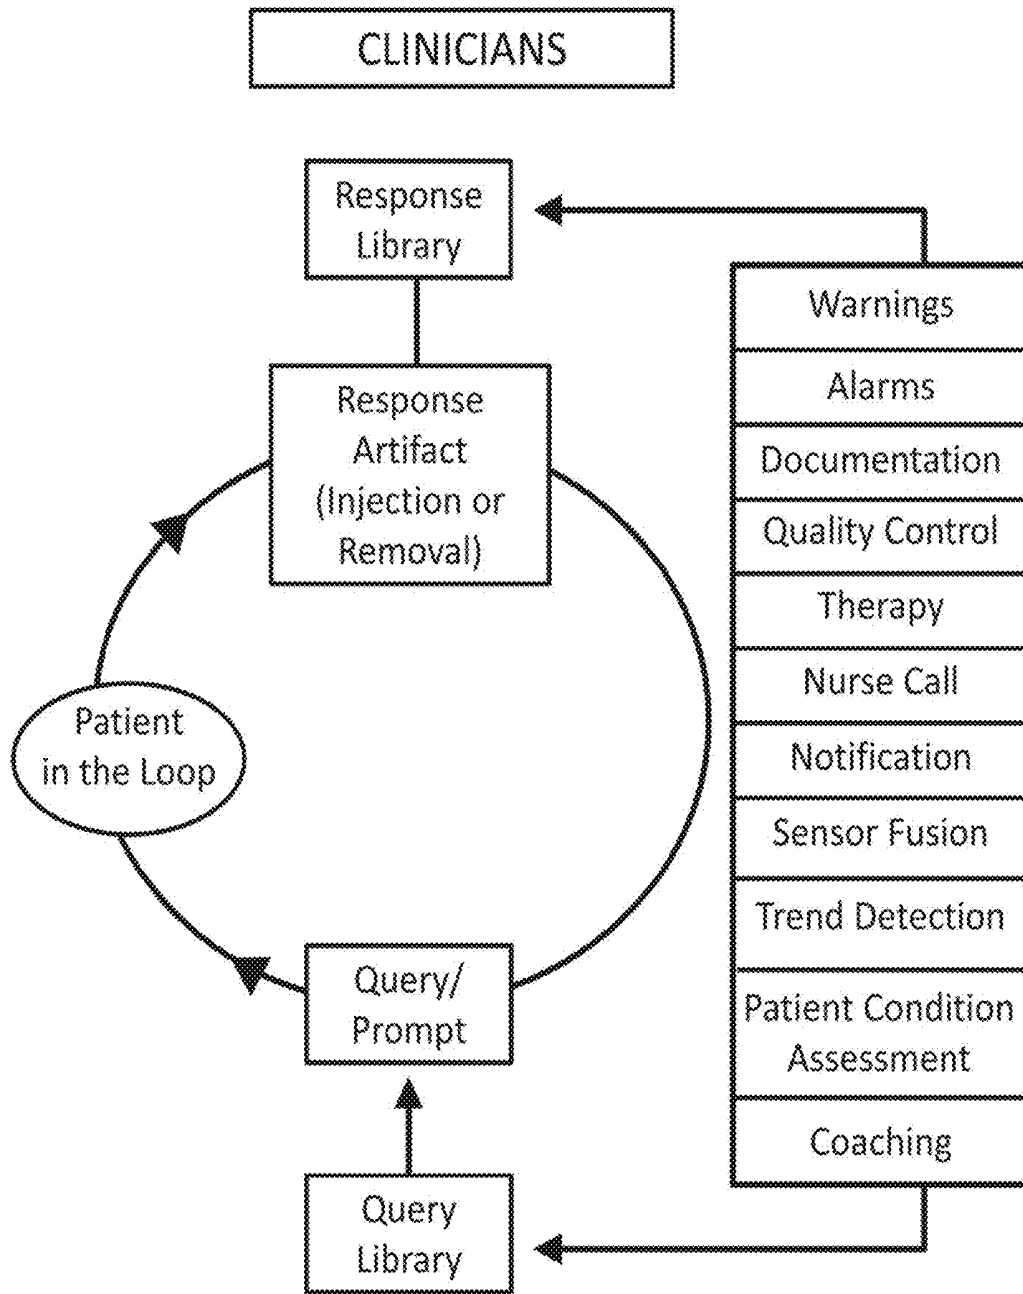 CLINICIANS
Response
Library
Response
Artifact
(Injection or
Removal)
Patient
in the Loop
Query/
Prompt
Query
Library
Warnings
Alarms
Documentation
Quality Control
Therapy
Nurse Call
Notification
Sensor Fusion
Trend Detection
Patient Condition
Assessment
Coaching